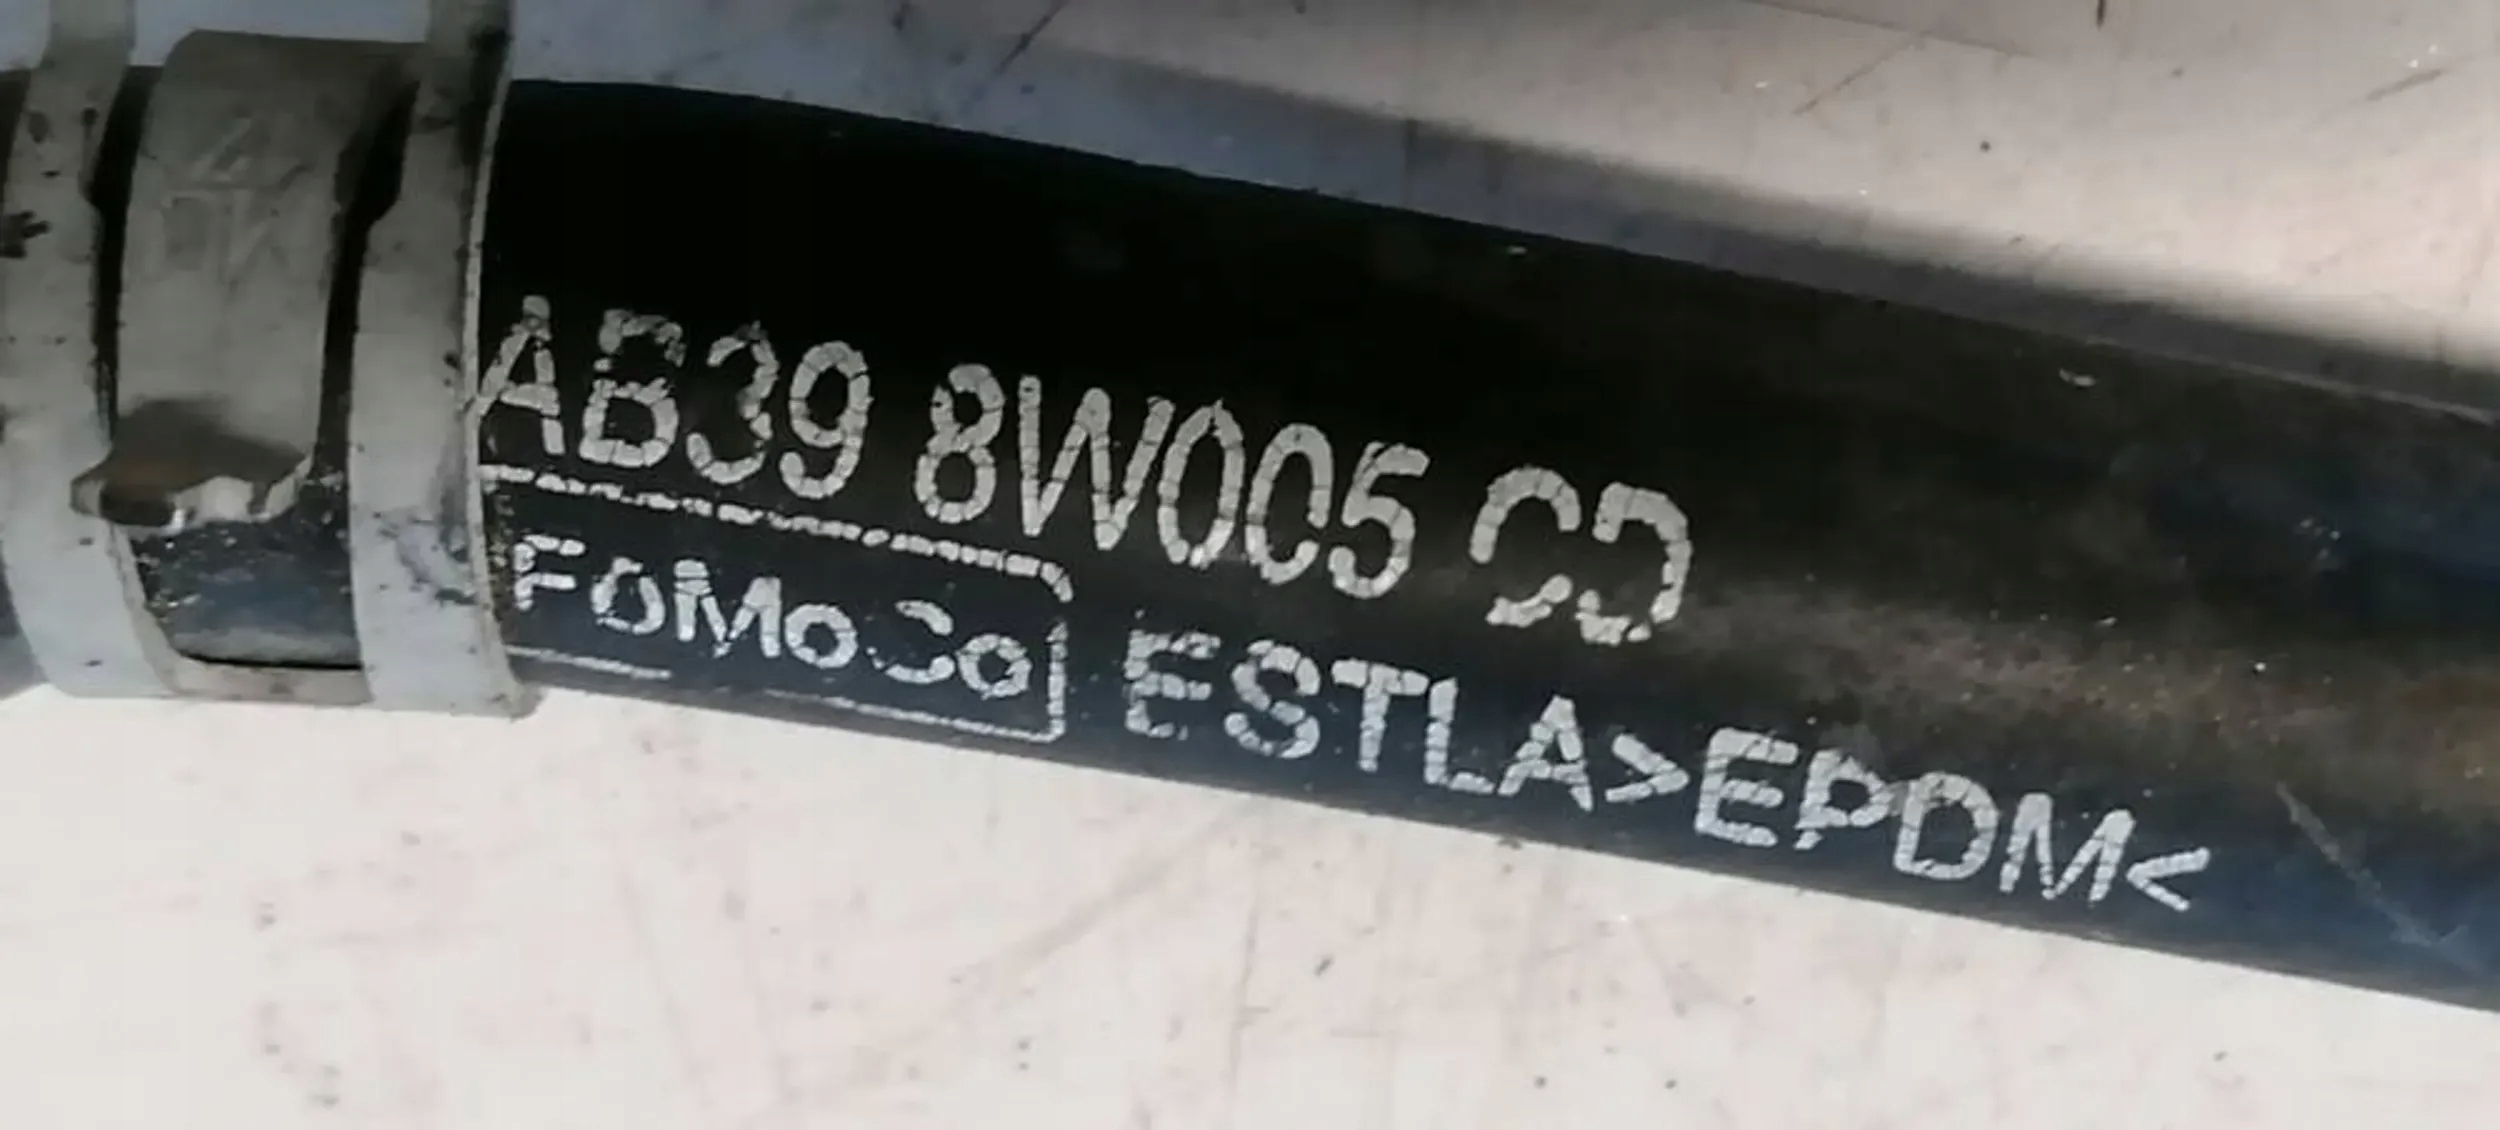 AB39 8W005 CD
FoMoCo ESTLA>EPDM<